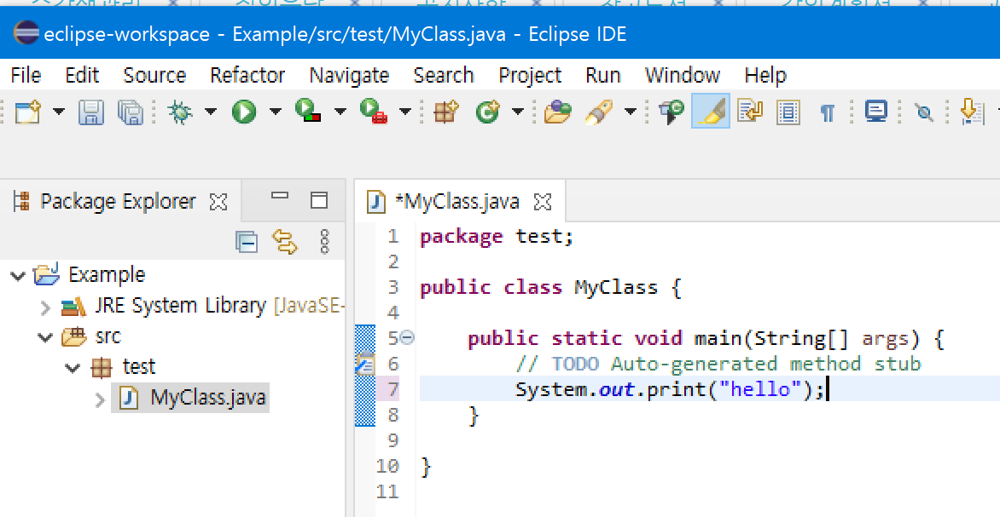 eclipse-workspace - Example/src/test/MyClass.java - Eclipse IDE
File Edit Source Refactor Navigate Search Project Run Window Help
Package Explorer
*MyClass.java
Example
JRE System Library [JavaSE-
src
test
MyClass.java
1 package test;
2
3 public class MyClass {
4
5 public static void main(String[] args) {
6 // TODO Auto-generated method stub
7 System.out.print("hello");
8 }
9
10 }
11